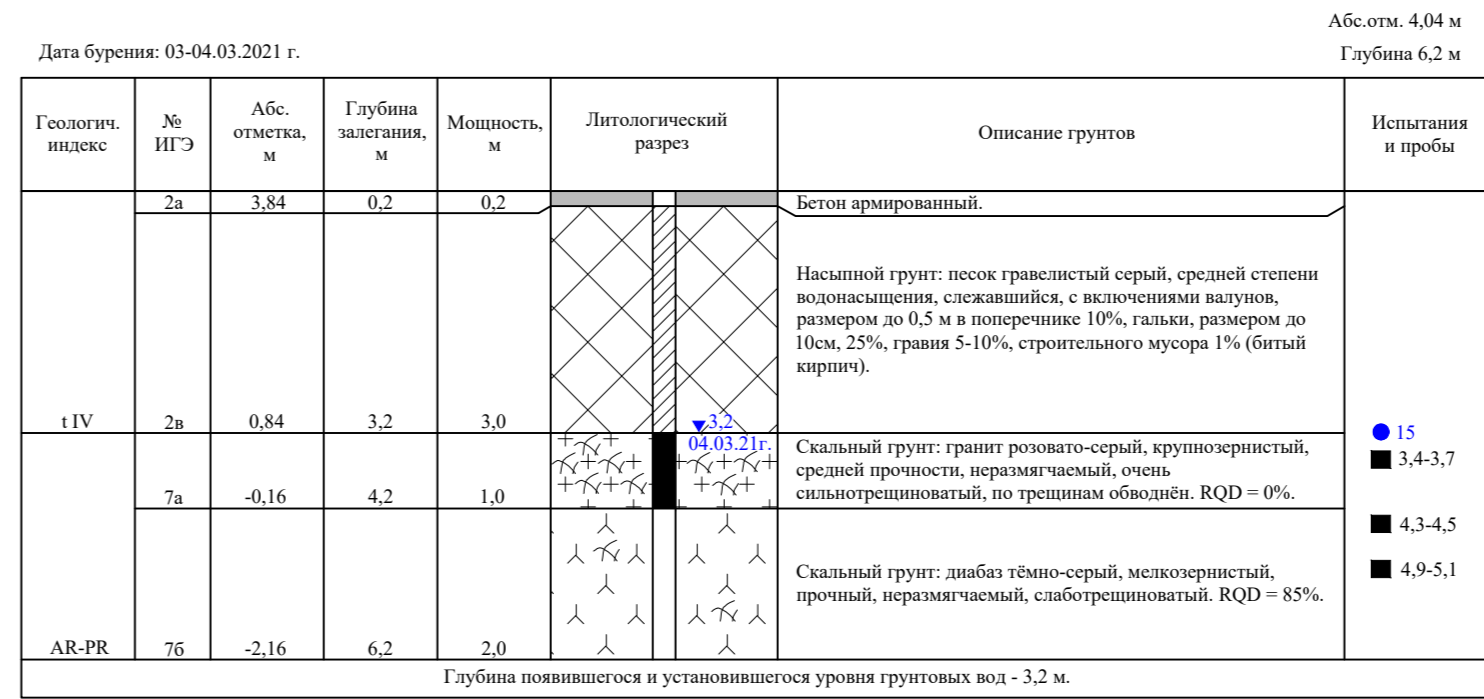 Абс.отм. 4,04 м
Дата бурения: 03-04.03.2021 г.
Глубина 6,2 м
Геологич. индекс
№ ИГЭ
Абс. отметка, м
Глубина залегания, м
Мощность, м
Литологический разрез
Описание грунтов
Испытания и пробы
2а 3,84 0,2 0,2 Бетон армированный.
Насыпной грунт: песок гравелистый серый, средней степени
водонасыщения, слежавшийся, с включениями валунов,
размером до 0,5 м в поперечнике 10%, гальки, размером до
10см, 25%, гравия 5-10%, строительного мусора 1% (битый
кирпич).
t IV 2в 0,84 3,2 3,0 3,2
04.03.21г.
15
Скальный грунт: гранит розовато-серый, крупнозернистый,
3,4-3,7
средней прочности, неразмягчаемый, очень
7а -0,16 4,2 1,0 сильнотрещиноватый, по трещинам обводнён. RQD = 0%.
4,3-4,5
4,9-5,1
Скальный грунт: диабаз тёмно-серый, мелкозернистый,
прочный, неразмягчаемый, слаботрещиноватый. RQD = 85%.
AR-PR 7б -2,16 6,2 2,0
Глубина появившегося и установившегося уровня грунтовых вод - 3,2 м.